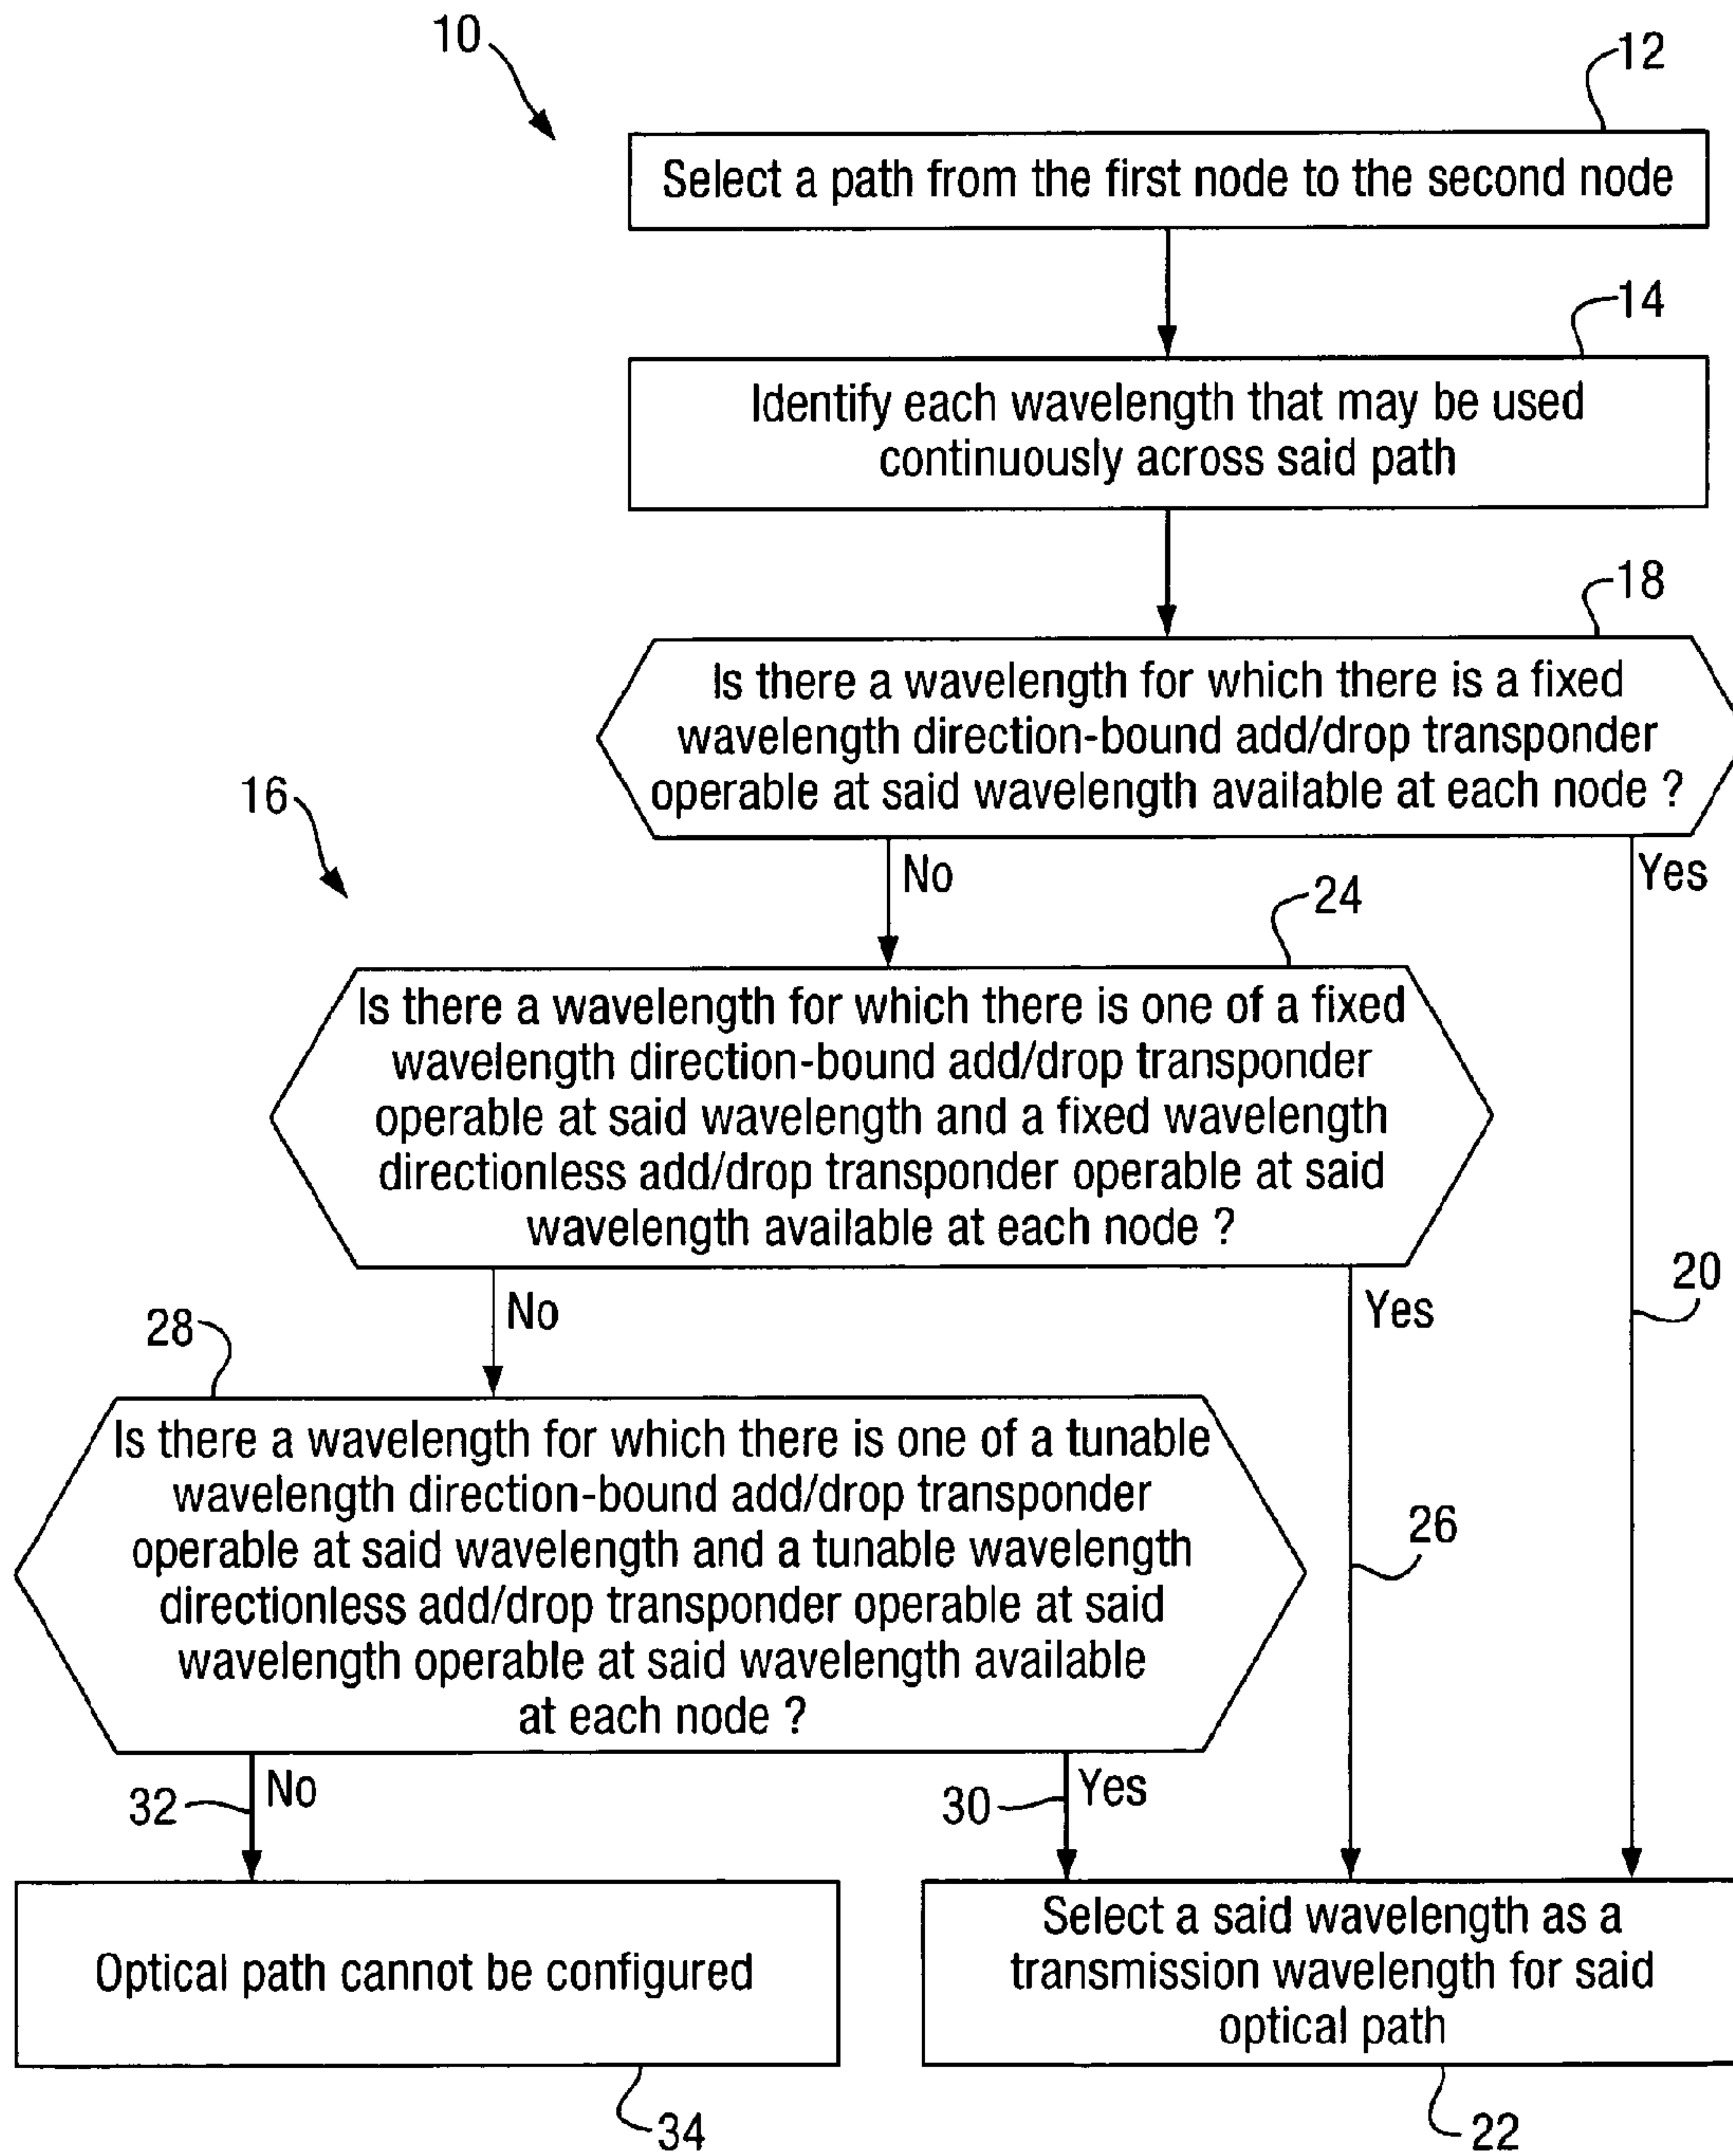 10
12
Select a path from the first node to the second node
14
Identify each wavelength that may be used
continuously across said path
18
Is there a wavelength for which there is a fixed
wavelength direction-bound add/drop transponder
operable at said wavelength available at each node ?
16
No
Yes
24
Is there a wavelength for which there is one of a fixed
wavelength direction-bound add/drop transponder
operable at said wavelength and a fixed wavelength
directionless add/drop transponder operable at said
wavelength available at each node ?
20
No
Yes
28
Is there a wavelength for which there is one of a tunable
wavelength direction-bound add/drop transponder
operable at said wavelength and a tunable wavelength
directionless add/drop transponder operable at said
wavelength operable at said wavelength available
at each node ?
26
32
No
30
Yes
Optical path cannot be configured
Select a said wavelength as a
transmission wavelength for said
optical path
34
22